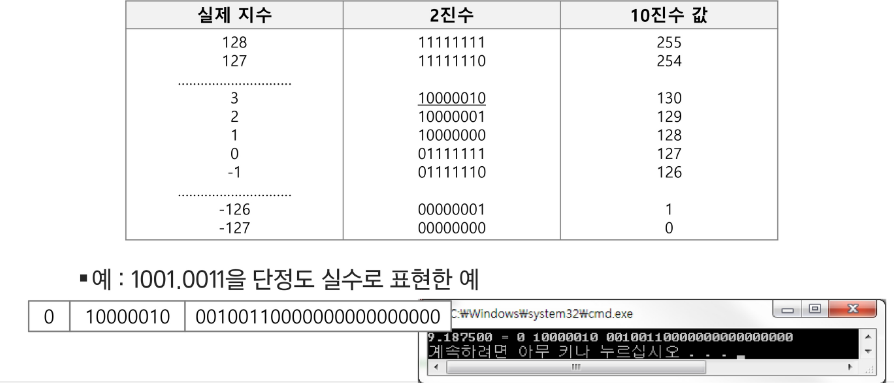 실제 지수 2진수 10진수 값
128 11111111 255
127 11111110 254
..............................
3 10000010 130
2 10000001 129
1 10000000 128
0 01111111 127
-1 01111110 126
..............................
-126 00000001 1
-127 00000000 0
▪예 : 1001.0011을 단정도 실수로 표현한 예
0 10000010 00100110000000000000000
C:₩Windows₩system32₩cmd.exe
9.187500 = 0 10000010 00100110000000000000000
계속하려면 아무 키나 누르십시오 . . .